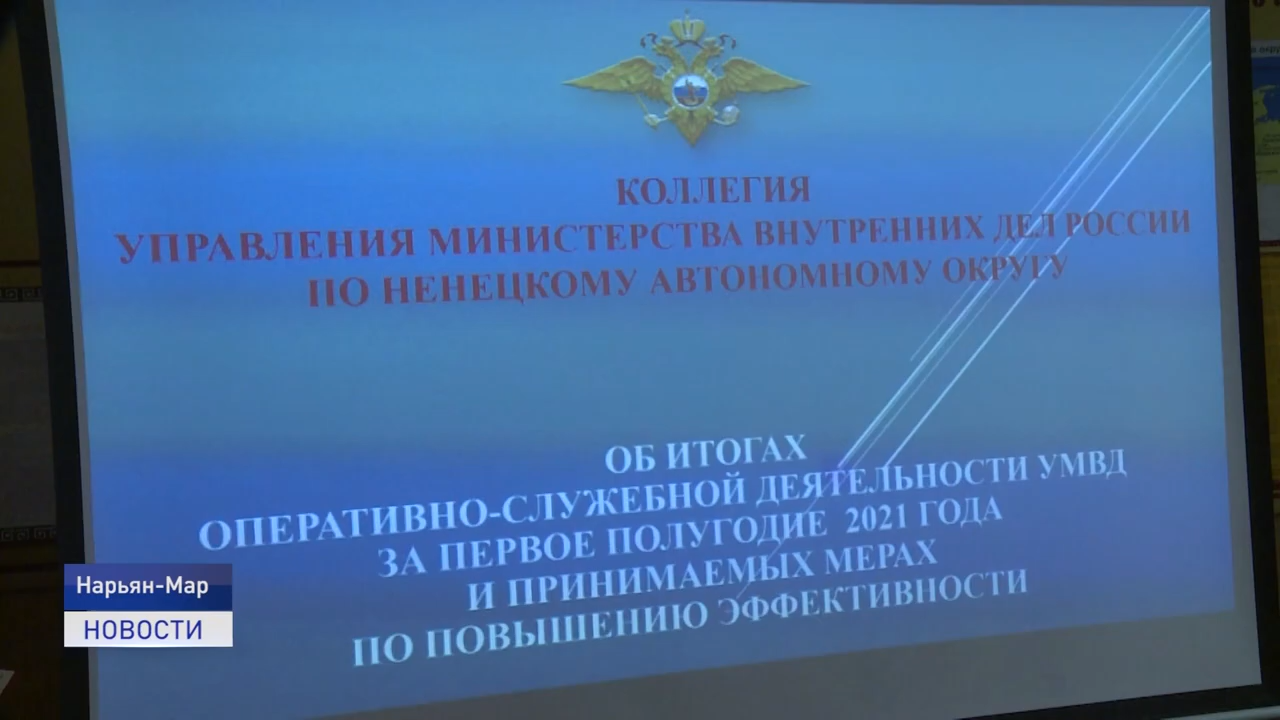 КОЛЛЕГИЯ
УПРАВЛЕНИЯ МИНИСТЕРСТВА ВНУТРЕННИХ ДЕЛ РОССИИ
ПО НЕНЕЦКОМУ АВТОНОМНОМУ ОКРУГУ
ОБ ИТОГАХ
ОПЕРАТИВНО-СЛУЖЕБНОЙ ДЕЯТЕЛЬНОСТИ УМВД
ЗА ПЕРВОЕ ПОЛУГОДИЕ 2021 ГОДА
И ПРИНИМАЕМЫХ МЕРАХ
ПО ПОВЫШЕНИЮ ЭФФЕКТИВНОСТИ
Нарьян-Мар
НОВОСТИ